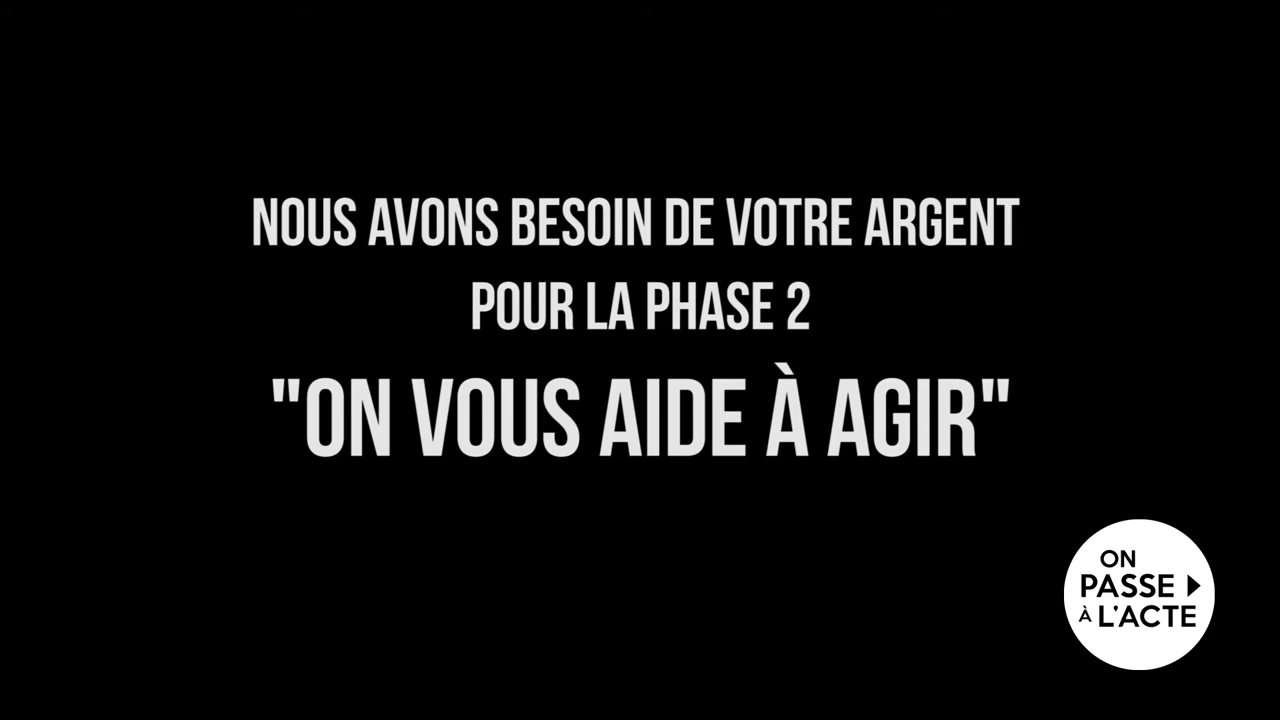 NOUS AVONS BESOIN DE VOTRE ARGENT
POUR LA PHASE 2
"ON VOUS AIDE À AGIR"
ON
PASSE
À L'ACTE